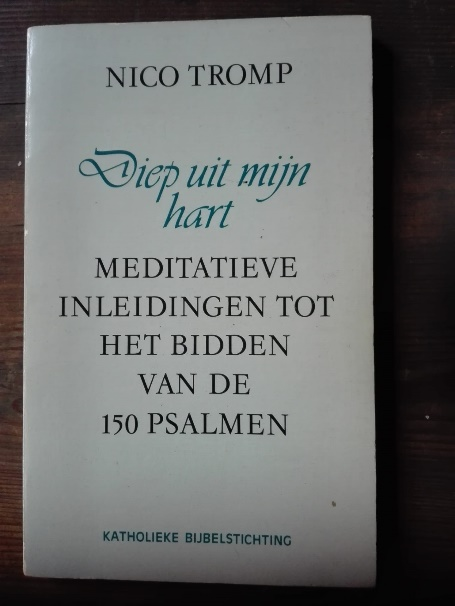 NICO TROMP
Diep uit mijn
hart
MEDITATIEVE
INLEIDINGEN TOT
HET BIDDEN
VAN DE
150 PSALMEN
KATHOLIEKE BIJBELSTICHTING